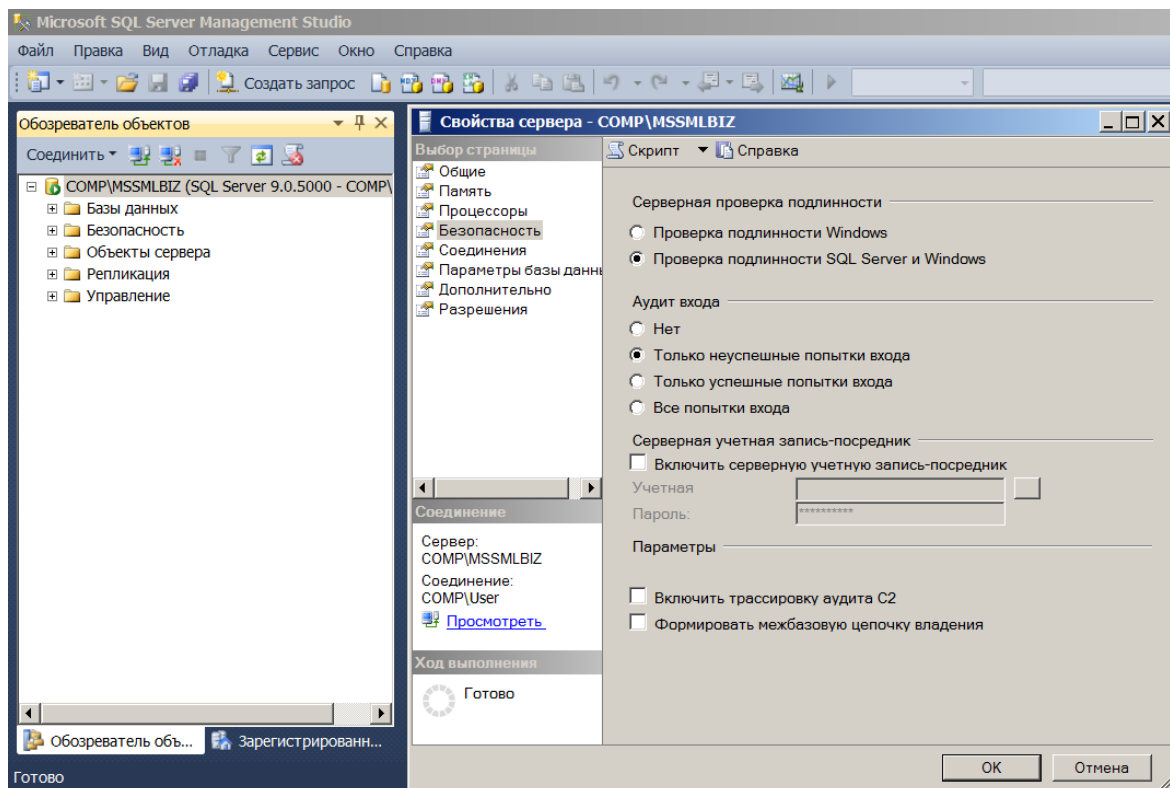 Microsoft SQL Server Management Studio
Файл Правка Вид Отладка Сервис Окно Справка
Создать запрос
Обозреватель объектов
Соединить
COMP\MSSMLBIZ (SQL Server 9.0.5000 - COMP\
Базы данных
Безопасность
Объекты сервера
Репликация
Управление
Обозреватель объ...
Зарегистрированн...
Готово
Свойства сервера - COMP\MSSMLBIZ
Выбор страницы
Общие
Память
Процессоры
Безопасность
Соединения
Параметры базы данны
Дополнительно
Разрешения
Соединение
Сервер:
COMP\MSSMLBIZ
Соединение:
COMP\User
Просмотреть
Ход выполнения
Готово
Скрипт Справка
Серверная проверка подлинности
Проверка подлинности Windows
Проверка подлинности SQL Server и Windows
Аудит входа
Нет
Только неуспешные попытки входа
Только успешные попытки входа
Все попытки входа
Серверная учетная запись-посредник
Включить серверную учетную запись-посредник
Учетная
Пароль: **********
Параметры
Включить трассировку аудита C2
Формировать межбазовую цепочку владения
OK Отмена